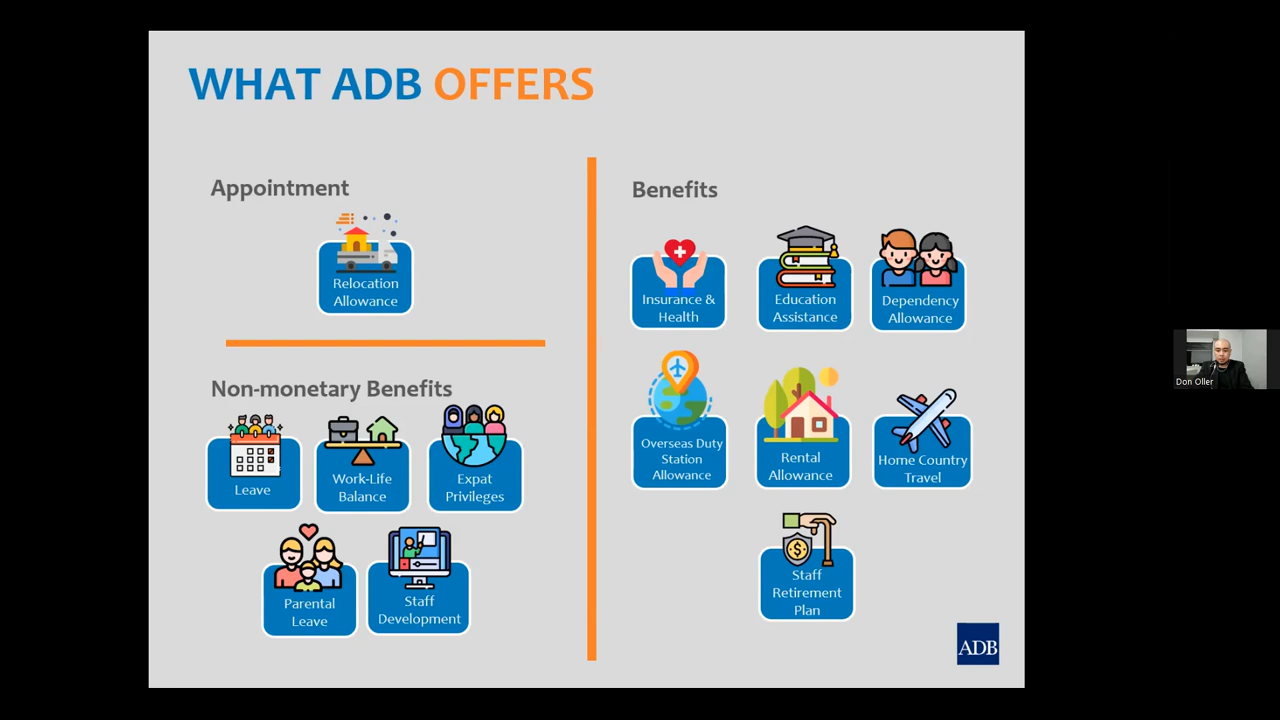 WHAT ADB OFFERS
Appointment
Relocation
Allowance
Non-monetary Benefits
Leave
Work-Life
Balance
Expat
Privileges
Parental
Leave
Staff
Development
Benefits
Insurance &
Health
Education
Assistance
Dependency
Allowance
Overseas Duty
Station
Allowance
Rental
Allowance
Home Country
Travel
Staff
Retirement
Plan
ADB
Don Oller